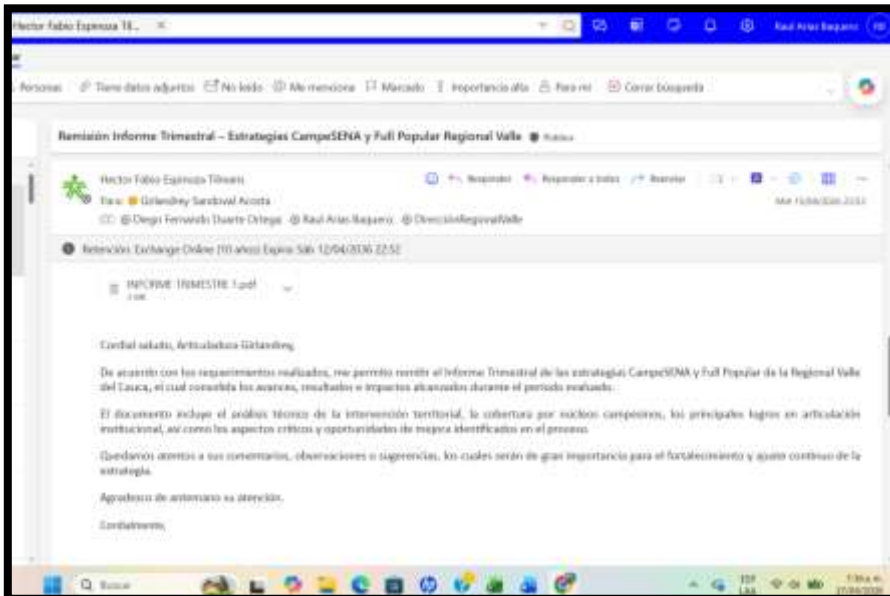 Hector Fabio Espinoza Til... ×
Raul Arias Baquero
Personas Tiene datos adjuntos No leído Me menciona Marcado Importancia alta Para mí Cerrar búsqueda
Remisión Informe Trimestral – Estrategias CampeSENA y Full Popular Regional Valle
Hector Fabio Espinoza
Responder Responder a todos Reenviar
Para: Girlandrey Sandoval Acosta
CC: Diego Fernando Duarte Ortega; Raul Arias Baquero; DireccionRegionalValle
Retención: Exchange Online (10 años) Expira: Sáb 12/04/2036 22:52
INFORME TRIMESTRE 1.pdf
Cordial saludo, Articuladora Girlandrey,
De acuerdo con los requerimientos realizados, me permito remitir el Informe Trimestral de las estrategias CampeSENA y Full Popular de la Regional Valle
del Cauca, el cual consolida los avances, resultados e impactos alcanzados durante el periodo evaluado.
El documento incluye el análisis técnico de la intervención territorial, la cobertura por núcleos campesinos, los principales logros en articulación
institucional, así como los aspectos críticos y oportunidades de mejora identificados en el proceso.
Quedamos atentos a sus comentarios, observaciones o sugerencias, los cuales serán de gran importancia para el fortalecimiento y ajuste continuo de la
estrategia.
Agradezco de antemano su atención.
Cordialmente,
Buscar
ESP
LAA